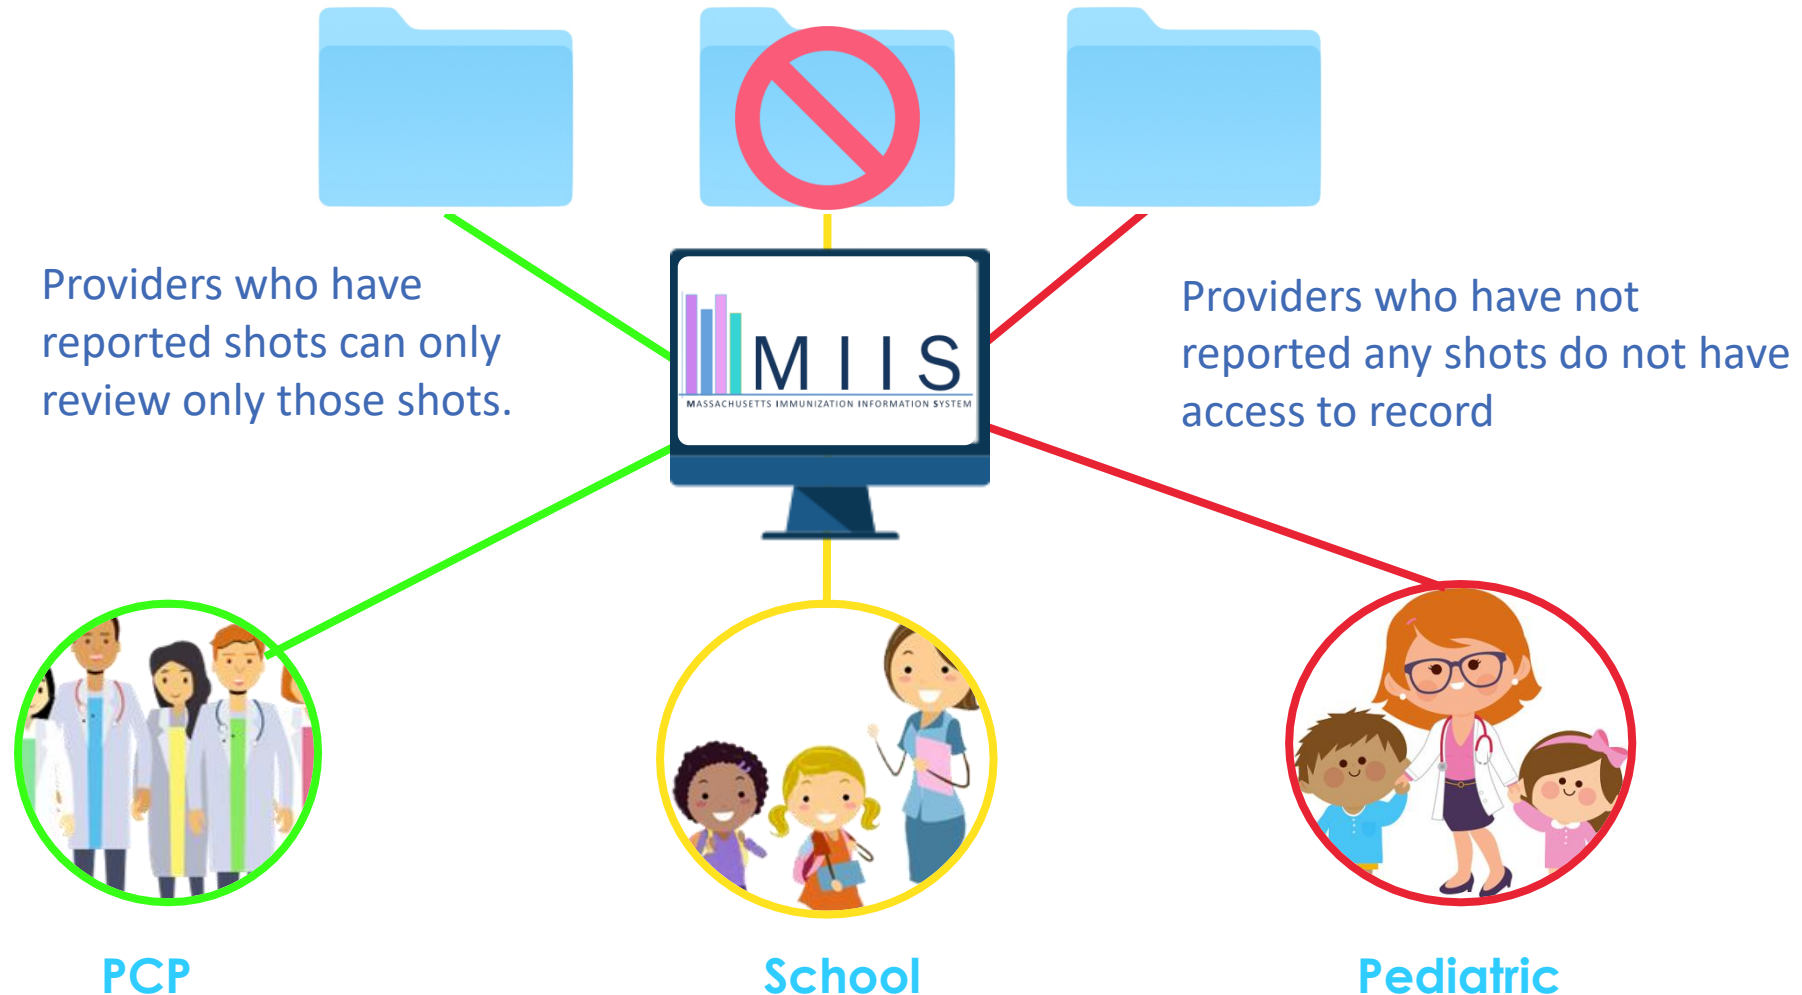 Providers who have
reported shots can only
review only those shots.
MIIS
MASSACHUSETTS IMMUNIZATION INFORMATION SYSTEM
Providers who have not
reported any shots do not have
access to record
PCP
School
Pediatric